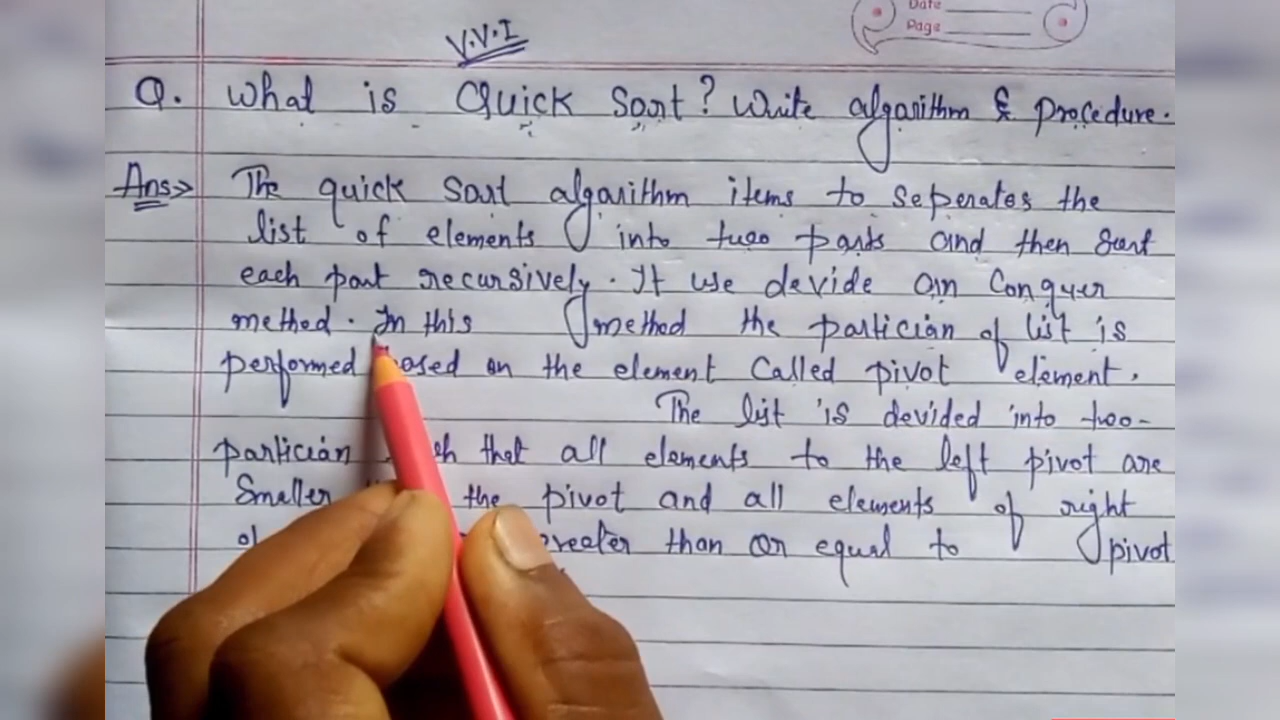 Date
Page
V.V.I
Q. What is Quick Sort? Write algorithm & procedure.
Ans> The quick Sort algorithm items to seperates the
list of elements into two parts and then Sort
each part recursively. It use devide an Conquer
method. In this method the partician of list is
performed based on the element Called pivot element.
The list is devided into two-
partician that all elements to the left pivot are
Smaller the pivot and all elements of right
than or equal to pivot